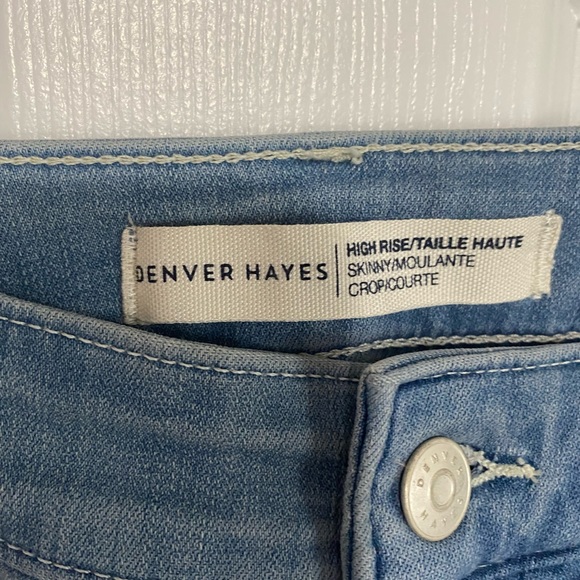 DENVER HAYES
HIGH RISE/TAILLE HAUTE
SKINNY/MOULANTE
CROP/COURTE
DENVER
HAYES